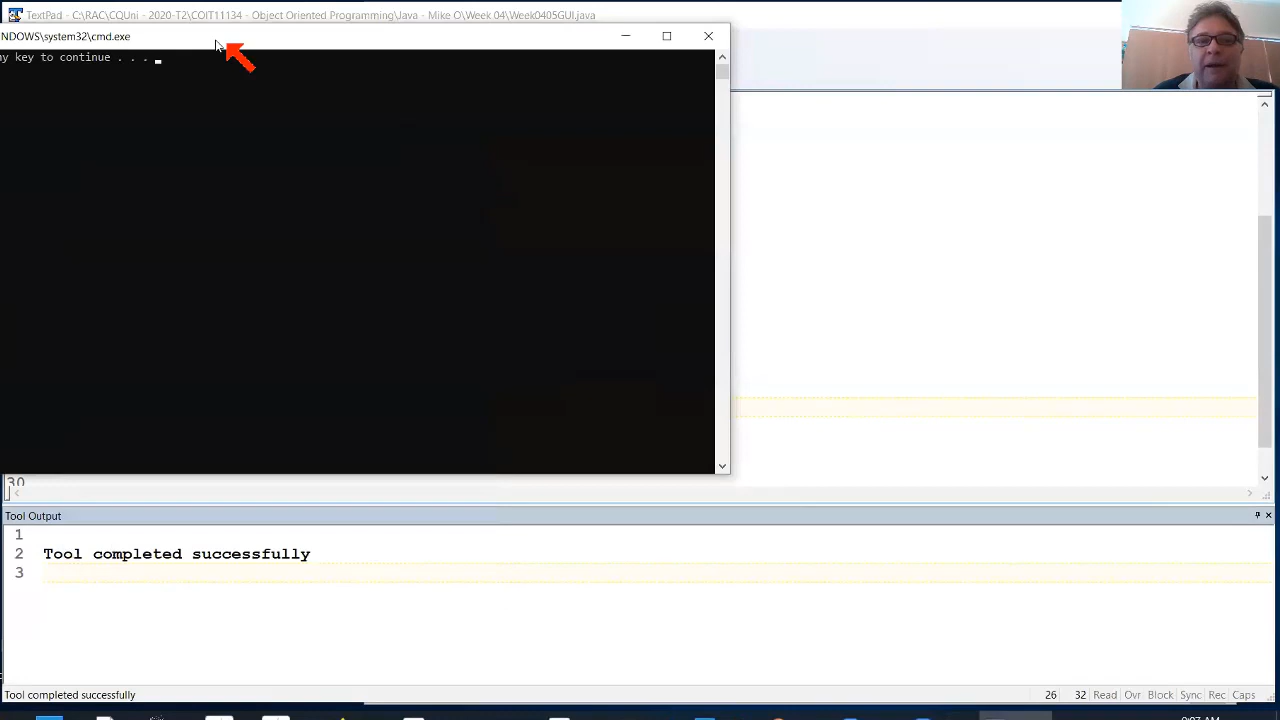 TextPad - C:\RAC\CQUni - 2020-T2\COIT11134 - Object Oriented Programming\Java - Mike O\Week 04\Week0405GUI.java
NDOWS\system32\cmd.exe
ny key to continue . . .
30
Tool Output
1
2 Tool completed successfully
3
Tool completed successfully 26 32 Read Ovr Block Sync Rec Caps